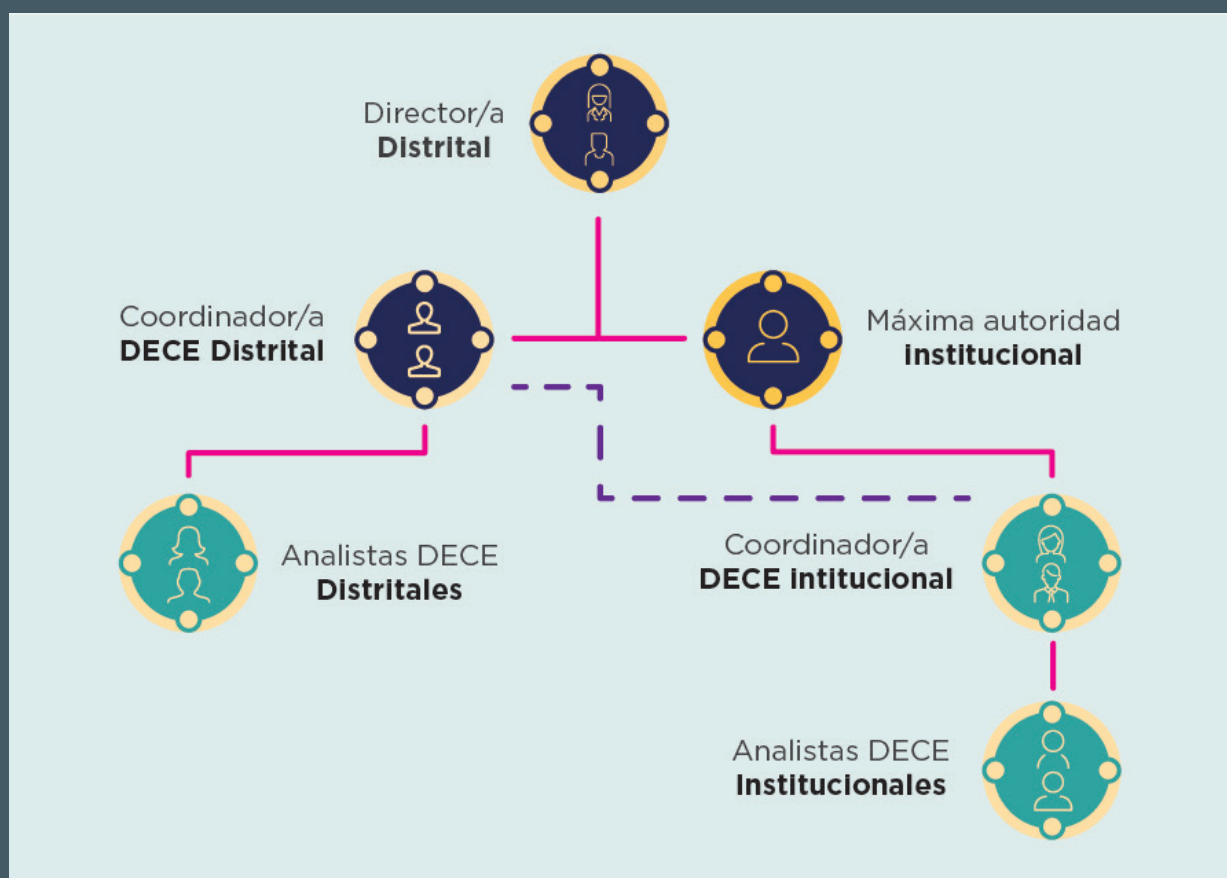 Director/a
Distrital
Coordinador/a
DECE Distrital
Máxima autoridad
institucional
Analistas DECE
Distritales
Coordinador/a
DECE intitucional
Analistas DECE
Institucionales